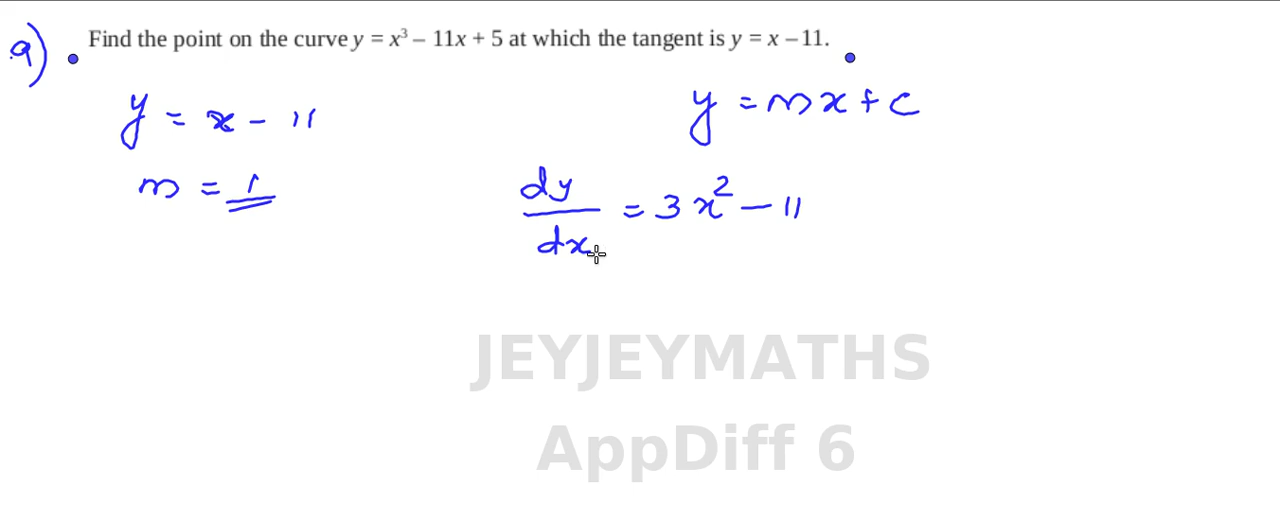 9) Find the point on the curve y = x³ – 11x + 5 at which the tangent is y = x –11.
y = x - 11
y = mx + c
m = 1
dy/dx = 3x² - 11
JEYJEYMATHS
AppDiff 6